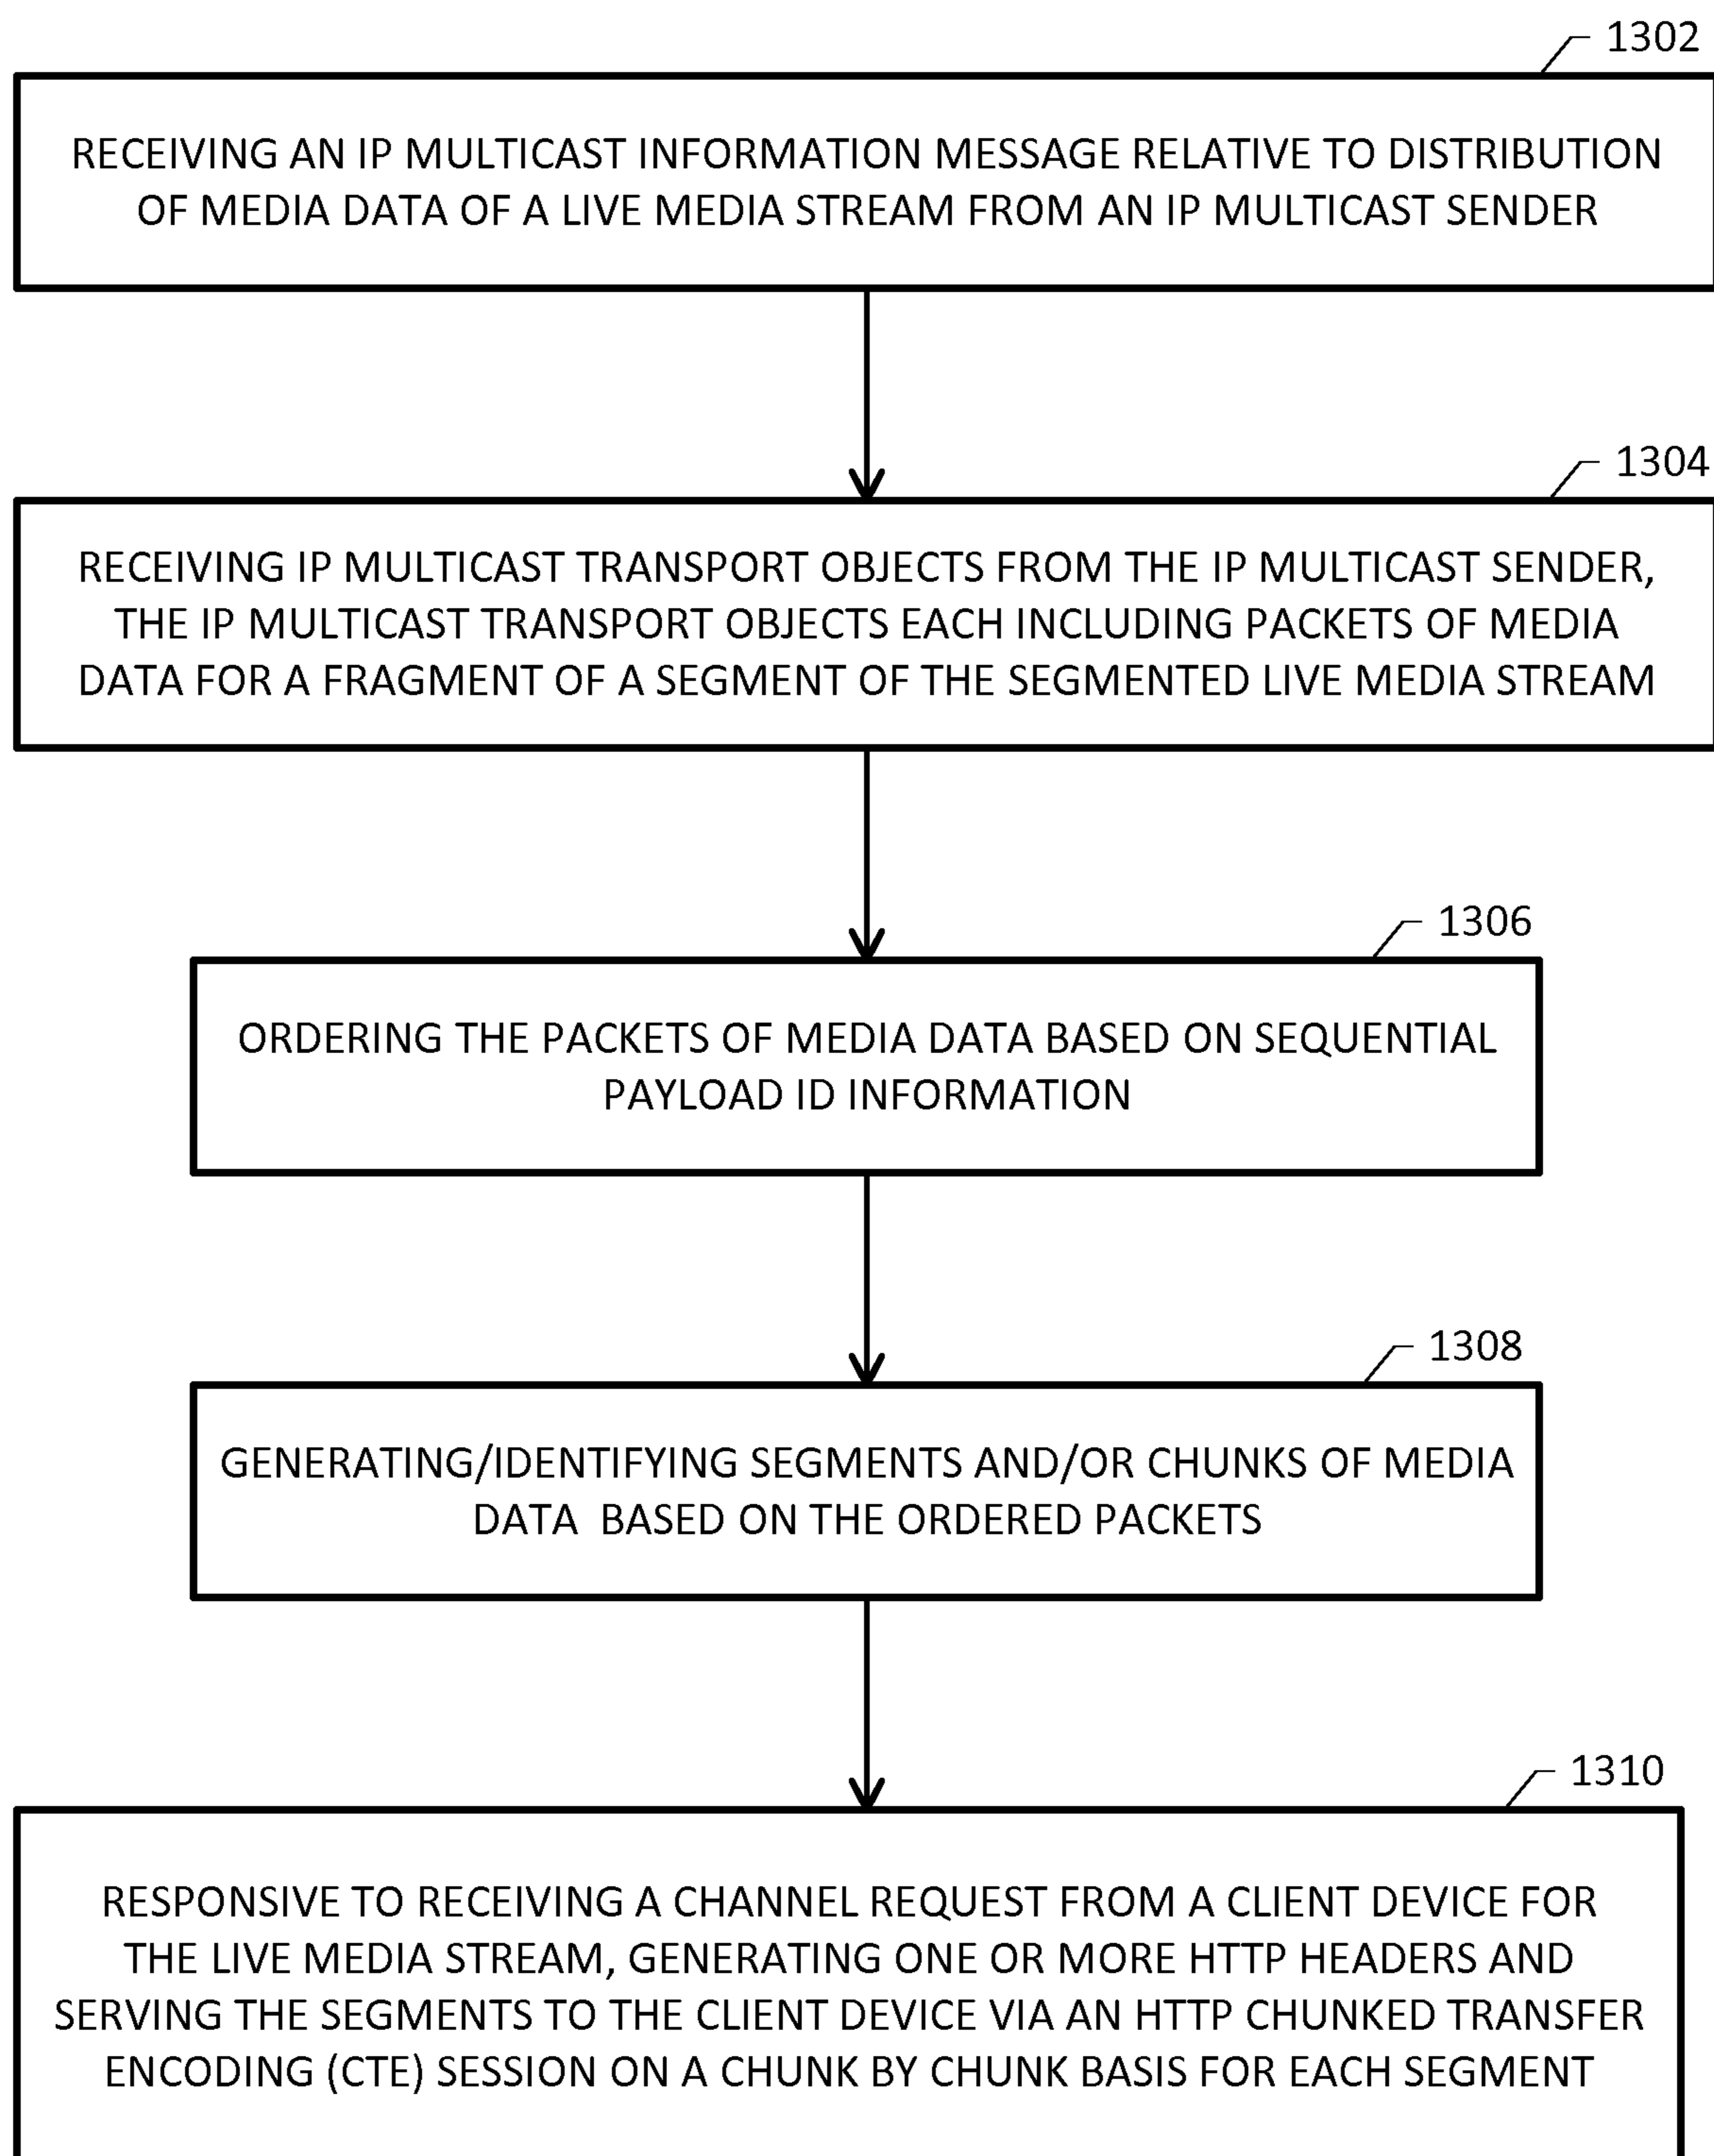 1302
RECEIVING AN IP MULTICAST INFORMATION MESSAGE RELATIVE TO DISTRIBUTION
OF MEDIA DATA OF A LIVE MEDIA STREAM FROM AN IP MULTICAST SENDER
1304
RECEIVING IP MULTICAST TRANSPORT OBJECTS FROM THE IP MULTICAST SENDER,
THE IP MULTICAST TRANSPORT OBJECTS EACH INCLUDING PACKETS OF MEDIA
DATA FOR A FRAGMENT OF A SEGMENT OF THE SEGMENTED LIVE MEDIA STREAM
1306
ORDERING THE PACKETS OF MEDIA DATA BASED ON SEQUENTIAL
PAYLOAD ID INFORMATION
1308
GENERATING/IDENTIFYING SEGMENTS AND/OR CHUNKS OF MEDIA
DATA BASED ON THE ORDERED PACKETS
1310
RESPONSIVE TO RECEIVING A CHANNEL REQUEST FROM A CLIENT DEVICE FOR
THE LIVE MEDIA STREAM, GENERATING ONE OR MORE HTTP HEADERS AND
SERVING THE SEGMENTS TO THE CLIENT DEVICE VIA AN HTTP CHUNKED TRANSFER
ENCODING (CTE) SESSION ON A CHUNK BY CHUNK BASIS FOR EACH SEGMENT